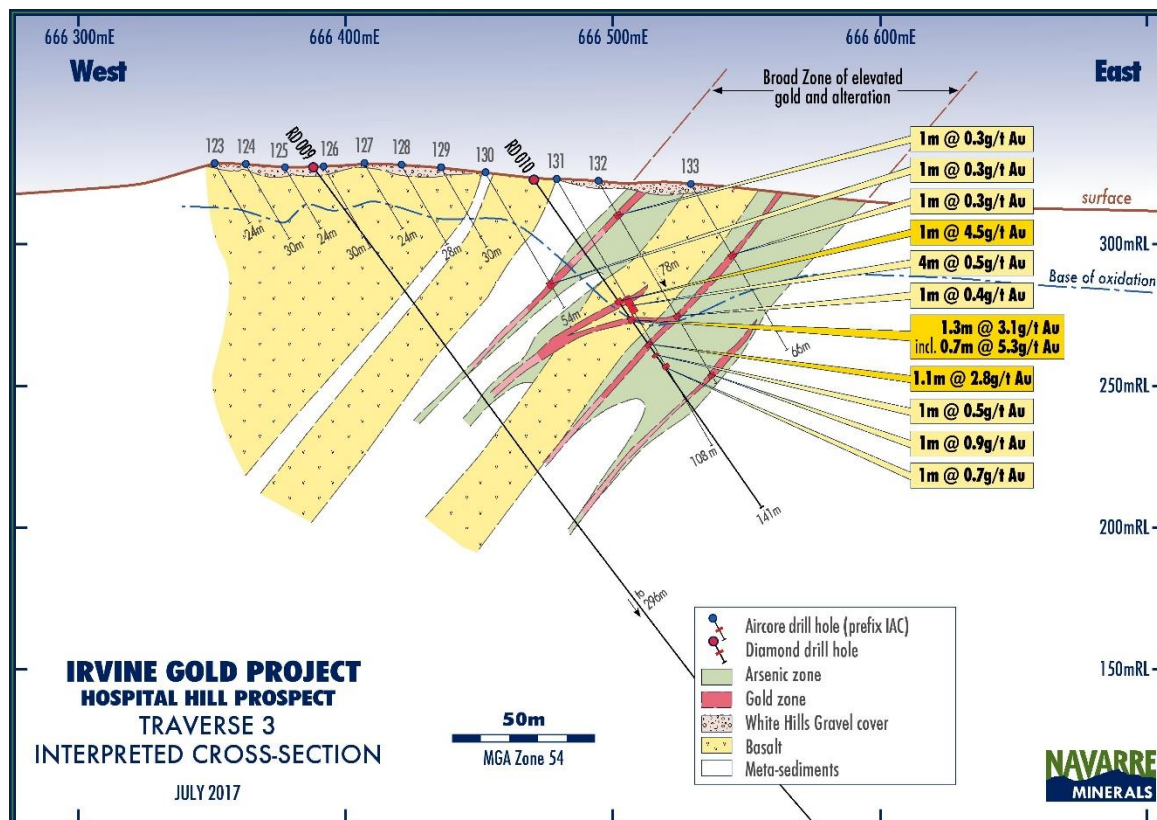 666 300mE
666 400mE
666 500mE
666 600mE
West
East
Broad Zone of elevated
gold and alteration
123
124
125
RD009
126
127
128
129
130
RD010
131
132
133
surface
Base of oxidation
300mRL
250mRL
200mRL
150mRL
24m
30m
24m
30m
24m
28m
30m
54m
78m
66m
108m
141m
to
296m
1m @ 0.3g/t Au
1m @ 0.3g/t Au
1m @ 0.3g/t Au
1m @ 4.5g/t Au
4m @ 0.5g/t Au
1m @ 0.4g/t Au
1.3m @ 3.1g/t Au
incl. 0.7m @ 5.3g/t Au
1.1m @ 2.8g/t Au
1m @ 0.5g/t Au
1m @ 0.9g/t Au
1m @ 0.7g/t Au
Aircore drill hole (prefix IAC)
Diamond drill hole
Arsenic zone
Gold zone
White Hills Gravel cover
Basalt
Meta-sediments
IRVINE GOLD PROJECT
HOSPITAL HILL PROSPECT
TRAVERSE 3
INTERPRETED CROSS-SECTION
JULY 2017
50m
MGA Zone 54
NAVARRE
MINERALS